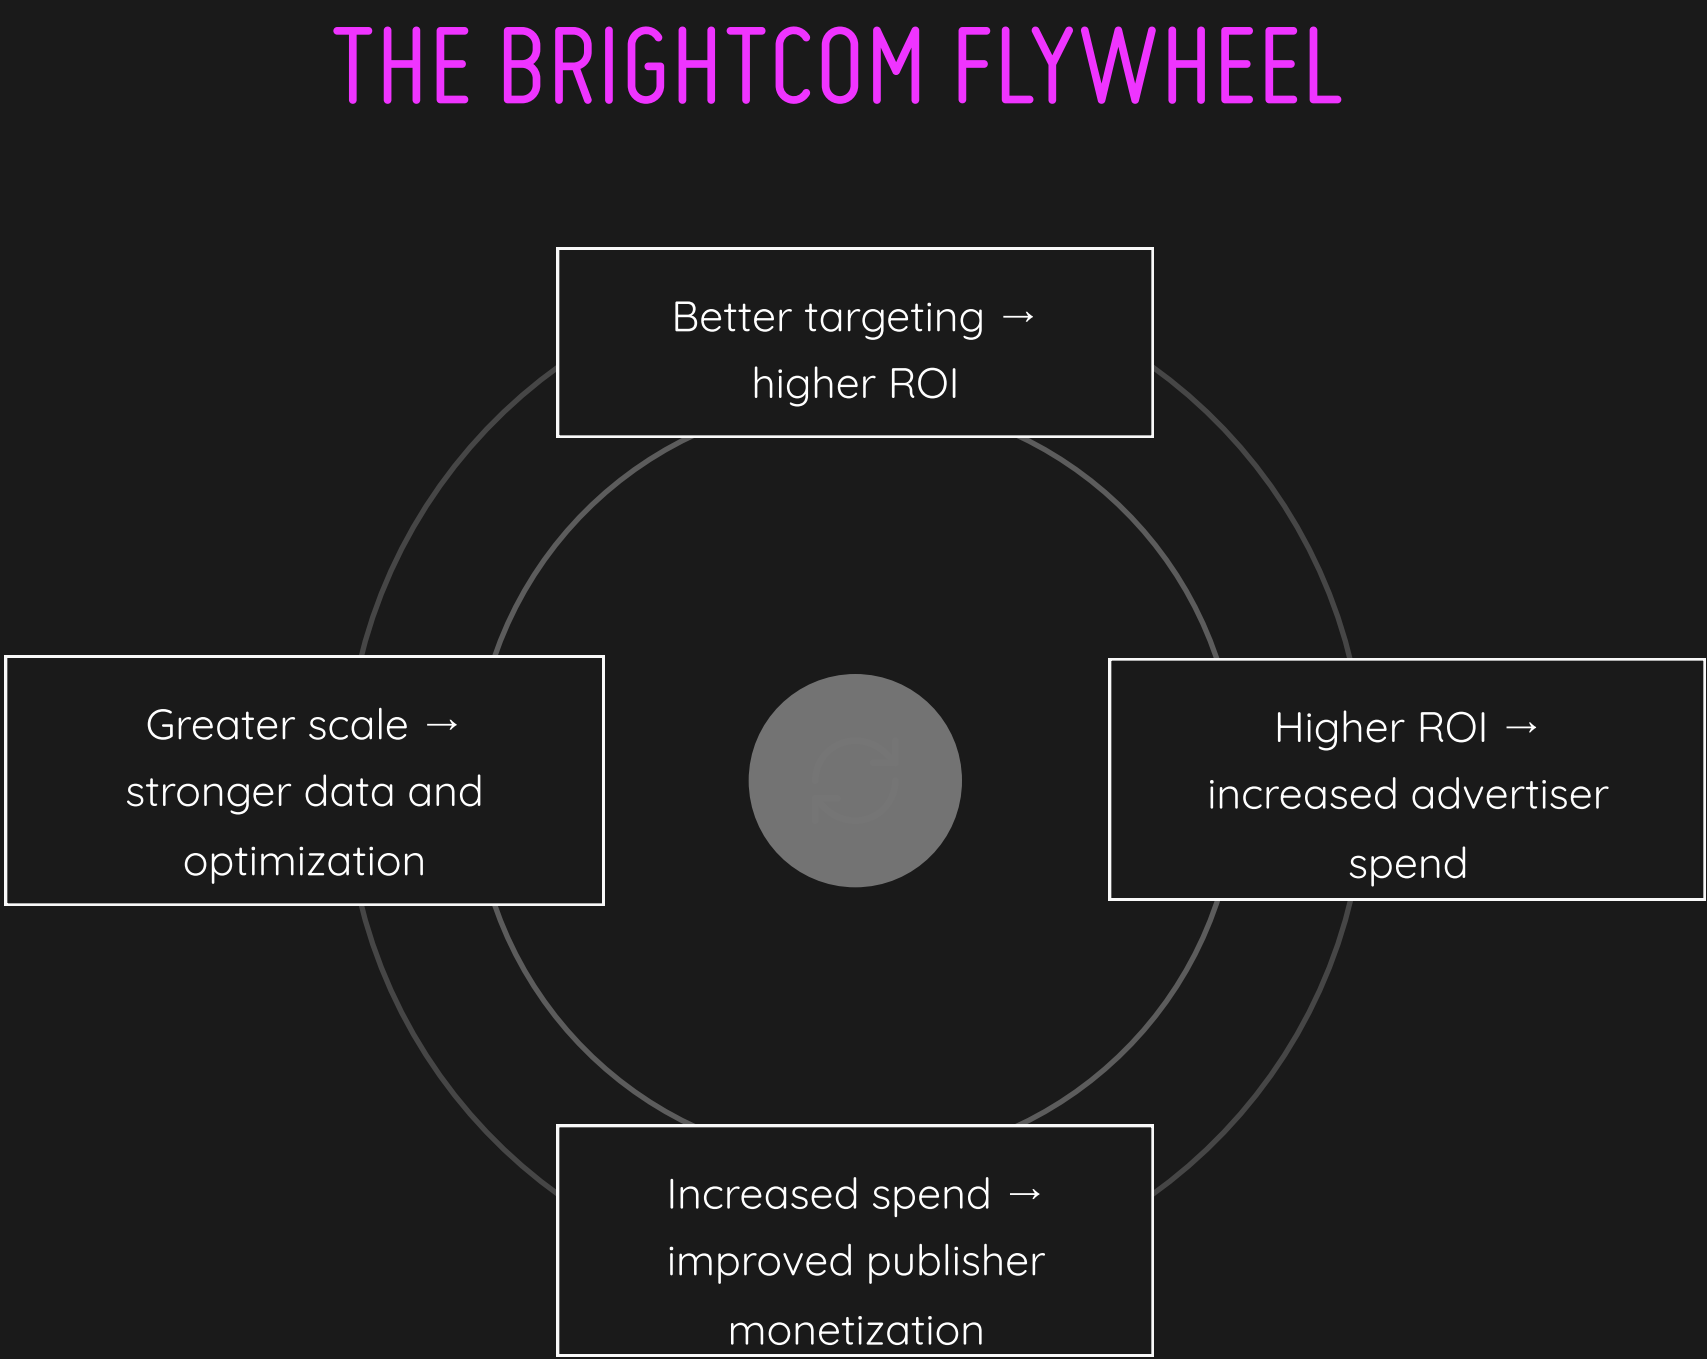 THE BRIGHTCOM FLYWHEEL
Better targeting →
higher ROI
Greater scale →
stronger data and
optimization
Higher ROI →
increased advertiser
spend
Increased spend →
improved publisher
monetization